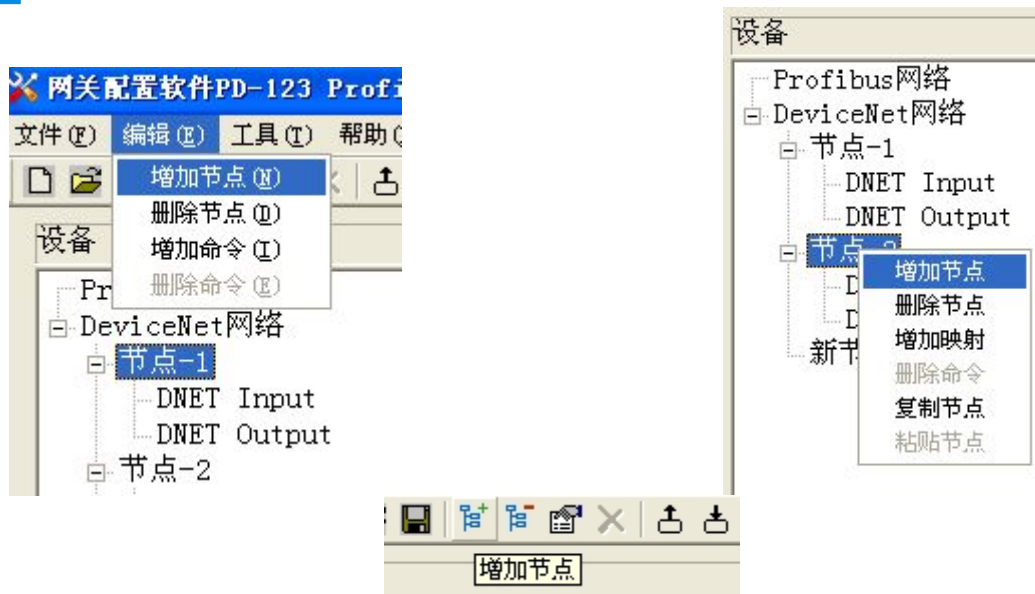 网关配置软件PD-123 Profi
文件(F) 编辑(E) 工具(T) 帮助(
增加节点(N)
删除节点(D)
增加命令(I)
删除命令(E)
设备
Pr
DeviceNet网络
节点-1
DNET Input
DNET Output
节点-2
设备
Profibus网络
DeviceNet网络
节点-1
DNET Input
DNET Output
节点-2
D
D
新节
增加节点
删除节点
增加映射
删除命令
复制节点
粘贴节点
增加节点